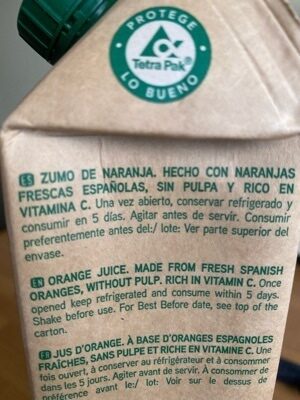 PROTEGE
Tetra Pak®
LO BUENO
ES ZUMO DE NARANJA. HECHO CON NARANJAS
FRESCAS ESPAÑOLAS, SIN PULPA Y RICO EN
VITAMINA C. Una vez abierto, conservar refrigerado y
consumir en 5 días. Agitar antes de servir. Consumir
preferentemente antes del:/ lote: Ver parte superior del
envase.
EN ORANGE JUICE. MADE FROM FRESH SPANISH
ORANGES, WITHOUT PULP. RICH IN VITAMIN C. Once
opened keep refrigerated and consume within 5 days.
Shake before use. For Best Before date, see top of the
carton.
FR JUS D'ORANGE. À BASE D'ORANGES ESPAGNOLES
FRAÎCHES, SANS PULPE ET RICHE EN VITAMINE C. Une
fois ouvert, à conserver au réfrigérateur et à consommer
dans les 5 jours. Agiter avant de servir. À consommer de
préférence avant le:/ lot: Voir sur le dessus de